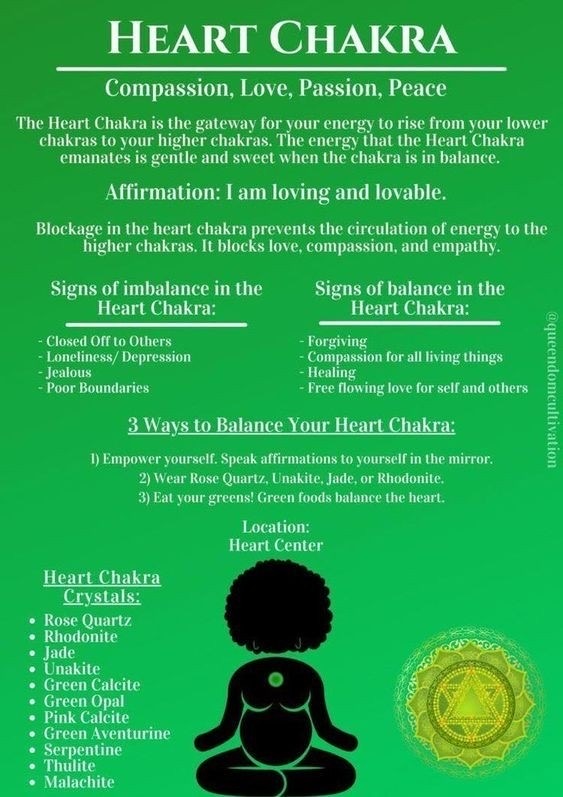 HEART CHAKRA
Compassion, Love, Passion, Peace
The Heart Chakra is the gateway for your energy to rise from your lower
chakras to your higher chakras. The energy that the Heart Chakra
emanates is gentle and sweet when the chakra is in balance.
Affirmation: I am loving and lovable.
Blockage in the heart chakra prevents the circulation of energy to the
higher chakras. It blocks love, compassion, and empathy.
Signs of imbalance in the
Heart Chakra:
- Closed Off to Others
- Loneliness/ Depression
- Jealous
- Poor Boundaries
Signs of balance in the
Heart Chakra:
- Forgiving
- Compassion for all living things
- Healing
- Free flowing love for self and others
@queendomcultivation
3 Ways to Balance Your Heart Chakra:
1) Empower yourself. Speak affirmations to yourself in the mirror.
2) Wear Rose Quartz, Unakite, Jade, or Rhodonite.
3) Eat your greens! Green foods balance the heart.
Location:
Heart Center
Heart Chakra
Crystals:
• Rose Quartz
• Rhodonite
• Jade
• Unakite
• Green Calcite
• Green Opal
• Pink Calcite
• Green Aventurine
• Serpentine
• Thulite
• Malachite